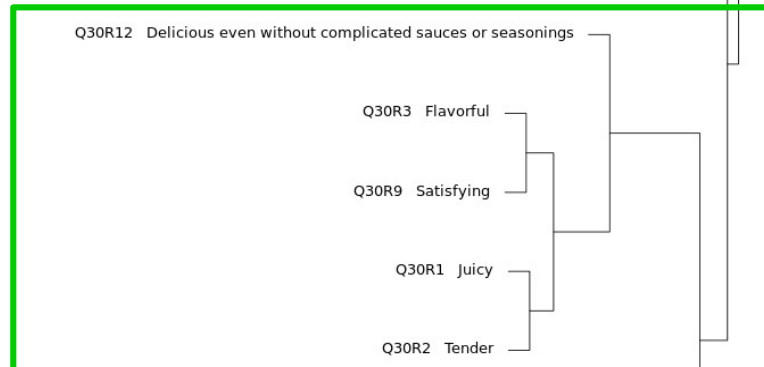 Q30R12 Delicious even without complicated sauces or seasonings
Q30R3 Flavorful
Q30R9 Satisfying
Q30R1 Juicy
Q30R2 Tender